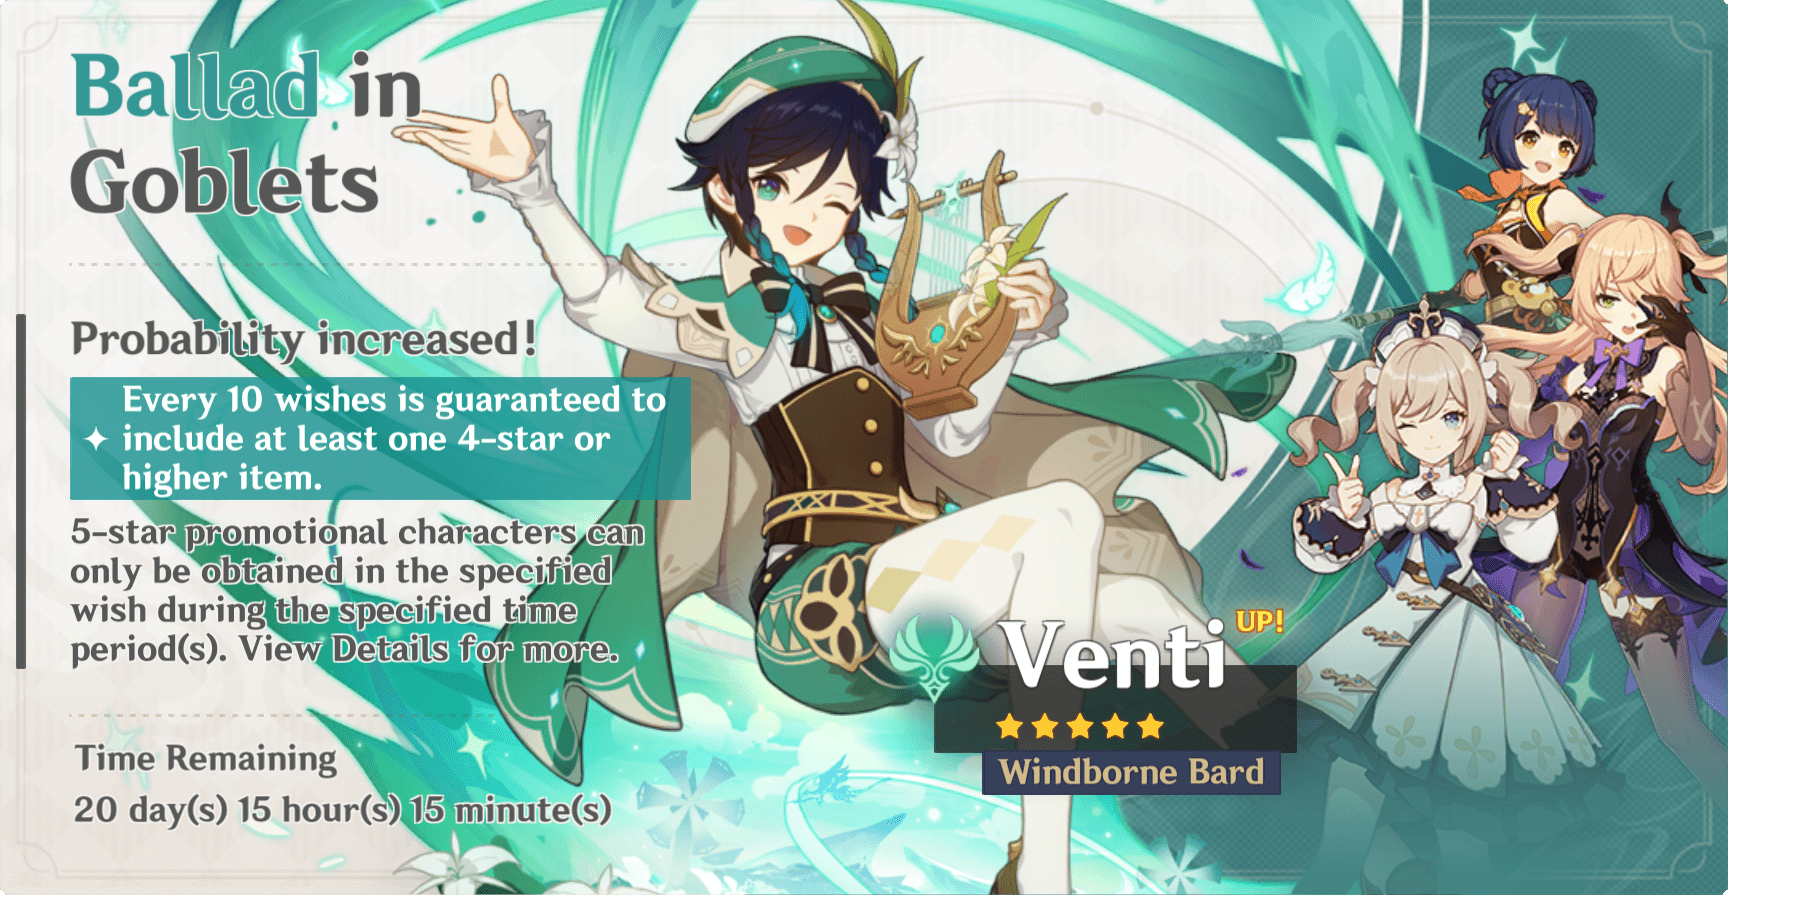 Ballad in
Goblets
Probability increased!
Every 10 wishes is guaranteed to
include at least one 4-star or
higher item.
5-star promotional characters can
only be obtained in the specified
wish during the specified time
period(s). View Details for more.
Time Remaining
20 day(s) 15 hour(s) 15 minute(s)
Venti UP!
Windborne Bard